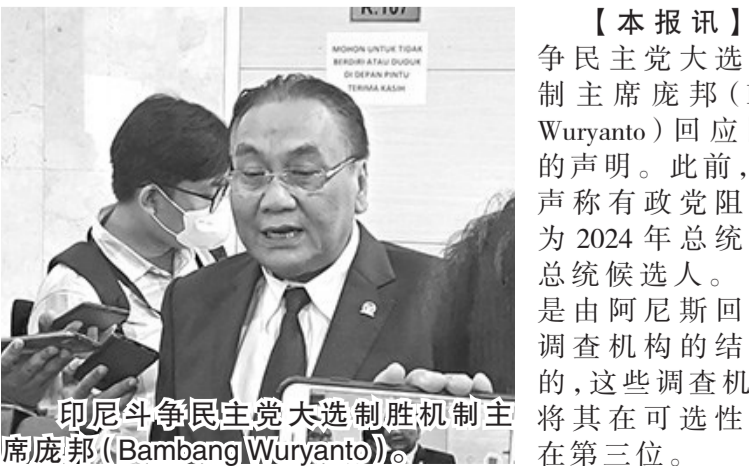 R.107
MOHON UNTUK TIDAK
BERDIRI ATAU DUDUK
DI DEPAN PINTU
TERIMA KASIH
印尼斗争民主党大选制胜机制主
席庞邦（Bambang Wuryanto）。
【本报讯】
争民主党大选
制主席庞邦（
Wuryanto）回应
的声明。此前，
声称有政党阻
为 2024 年总统
总统候选人。
是由阿尼斯回
调查机构的结
的，这些调查机
将其在可选性
在第三位。